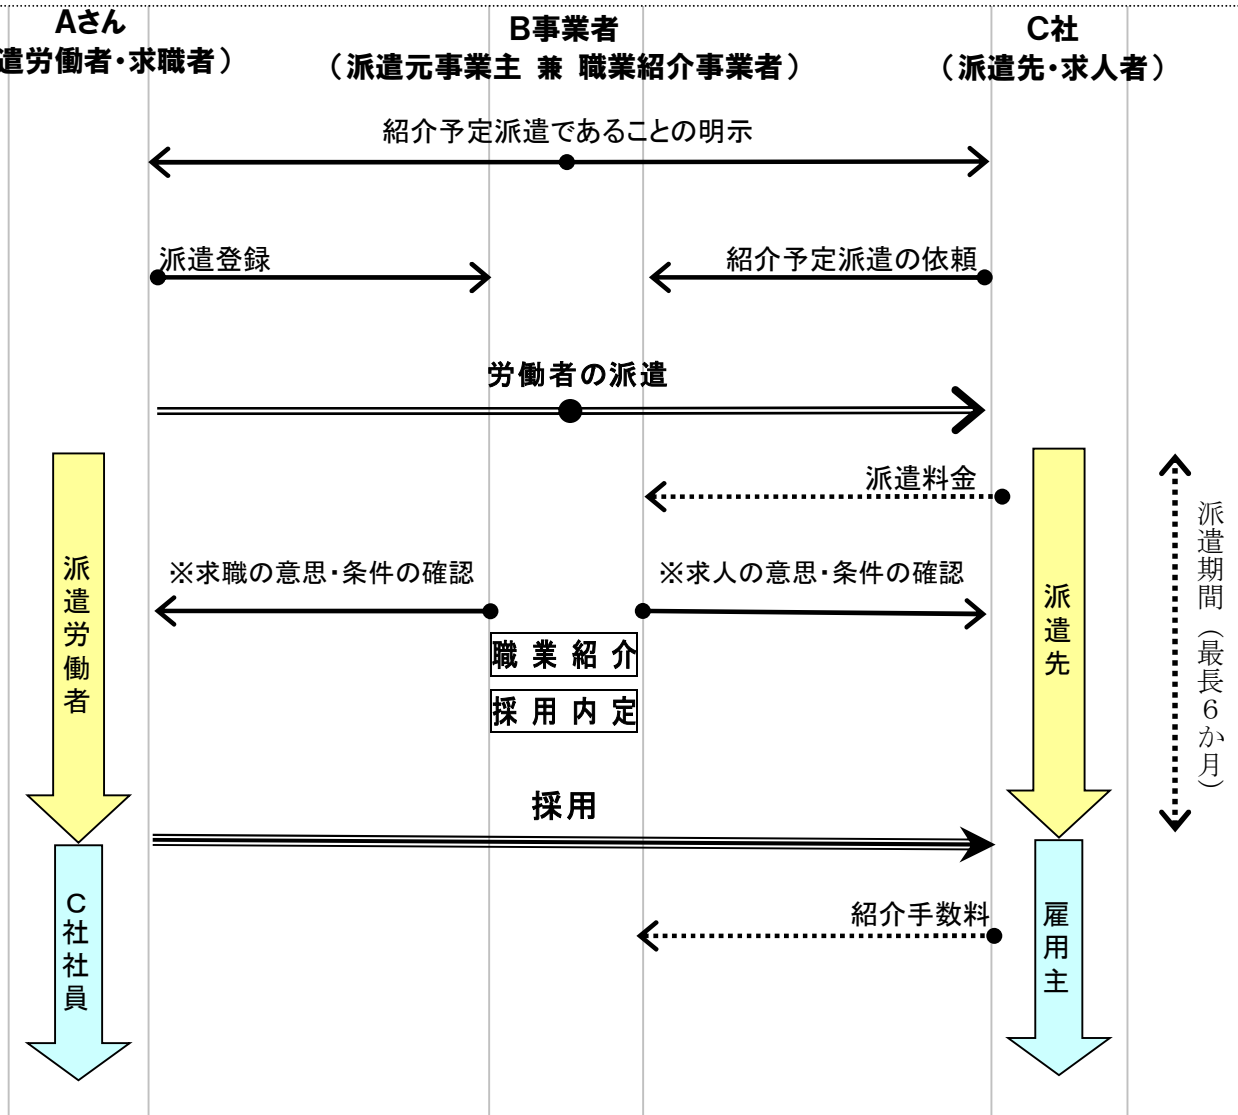 Aさん
遣労働者・求職者）
B事業者
（派遣元事業主 兼 職業紹介事業者）
C社
（派遣先・求人者）
紹介予定派遣であることの明示
派遣登録
紹介予定派遣の依頼
労働者の派遣
派遣料金
※求職の意思・条件の確認
※求人の意思・条件の確認
職業紹介
採用内定
派遣労働者
派遣先
派遣期間（最長６か月）
採用
紹介手数料
C社社員
雇用主